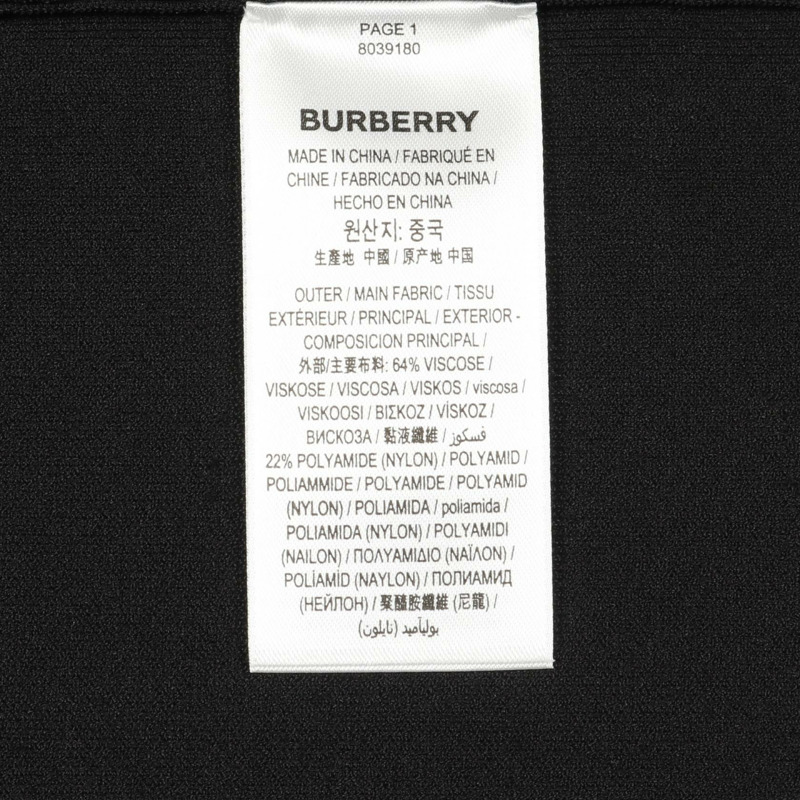 PAGE 1
8039180
BURBERRY
MADE IN CHINA / FABRIQUÉ EN
CHINE / FABRICADO NA CHINA /
HECHO EN CHINA
원산지: 중국
生產地 中國 / 原产地 中国
OUTER / MAIN FABRIC / TISSU
EXTÉRIEUR / PRINCIPAL / EXTERIOR -
COMPOSICION PRINCIPAL /
外部/主要布料: 64% VISCOSE /
VISKOSE / VISCOSA / VISKOS / viscosa /
VISKOOSI / ΒΙΣΚΟΖ / VİSKOZ /
ВИСКОЗА / 黏液纖維 / فسكوز /
22% POLYAMIDE (NYLON) / POLYAMID /
POLIAMMIDE / POLYAMIDE / POLYAMID
(NYLON) / POLIAMIDA / poliamida /
POLIAMIDA (NYLON) / POLYAMIDI
(NAILON) / ΠΟΛΥΑΜΙΔΙΟ (ΝΑΪΛΟΝ) /
POLİAMİD (NAYLON) / ПОЛИАМИД
(НЕЙЛОН) / 聚醯胺纖維 (尼龍) /
بوليآميد (نايلون)